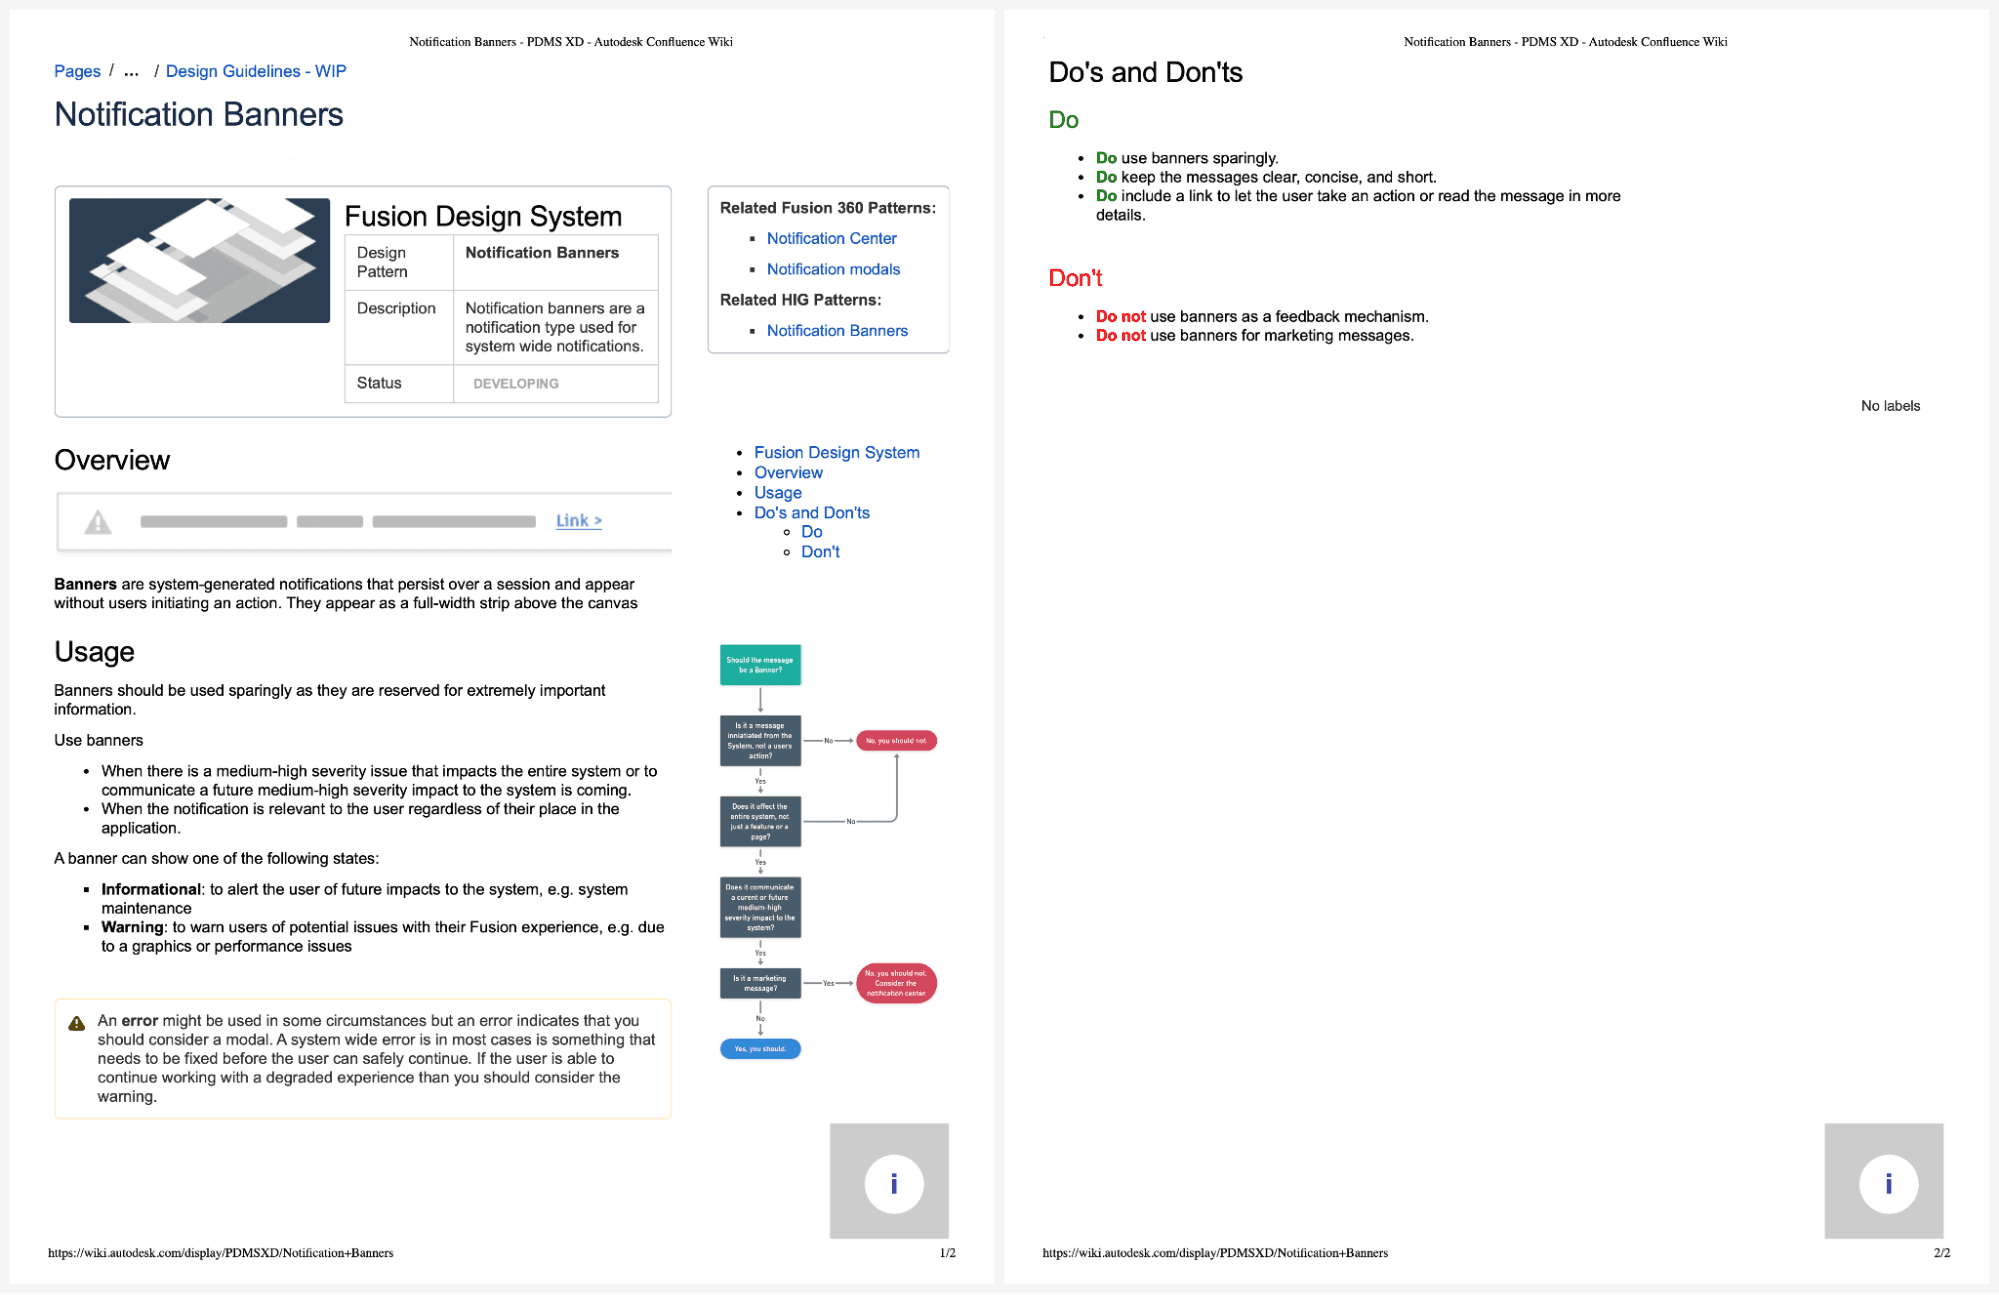 Notification Banners - PDMS XD - Autodesk Confluence Wiki
Pages / ... / Design Guidelines - WIP
Notification Banners
Fusion Design System
Design
Pattern
Notification Banners
Description
Notification banners are a
notification type used for
system wide notifications.
Status
DEVELOPING
Related Fusion 360 Patterns:
Notification Center
Notification modals
Related HIG Patterns:
Notification Banners
Overview
Link >
Banners are system-generated notifications that persist over a session and appear
without users initiating an action. They appear as a full-width strip above the canvas
Fusion Design System
Overview
Usage
Do's and Don'ts
Do
Don't
Usage
Banners should be used sparingly as they are reserved for extremely important
information.
Use banners
When there is a medium-high severity issue that impacts the entire system or to
communicate a future medium-high severity impact to the system is coming.
When the notification is relevant to the user regardless of their place in the
application.
A banner can show one of the following states:
Informational: to alert the user of future impacts to the system, e.g. system
maintenance
Warning: to warn users of potential issues with their Fusion experience, e.g. due
to a graphics or performance issues
An error might be used in some circumstances but an error indicates that you
should consider a modal. A system wide error is in most cases is something that
needs to be fixed before the user can safely continue. If the user is able to
continue working with a degraded experience than you should consider the
warning.
Should the message
be a Banner?
Is it a message
inniatiated from the
System, not a users
action?
No
No, you should not.
Yes
Does it affect the
entire system, not
just a feature or a
page?
No
Yes
Does it communicate
a curent or future
medium-high
severity impact to the
system?
Yes
Is it a marketing
message?
Yes
No, you should not.
Consider the
notification center.
No
Yes, you should.
i
https://wiki.autodesk.com/display/PDMSXD/Notification+Banners
1/2
Notification Banners - PDMS XD - Autodesk Confluence Wiki
Do's and Don'ts
Do
Do use banners sparingly.
Do keep the messages clear, concise, and short.
Do include a link to let the user take an action or read the message in more
details.
Don't
Do not use banners as a feedback mechanism.
Do not use banners for marketing messages.
No labels
i
https://wiki.autodesk.com/display/PDMSXD/Notification+Banners
2/2